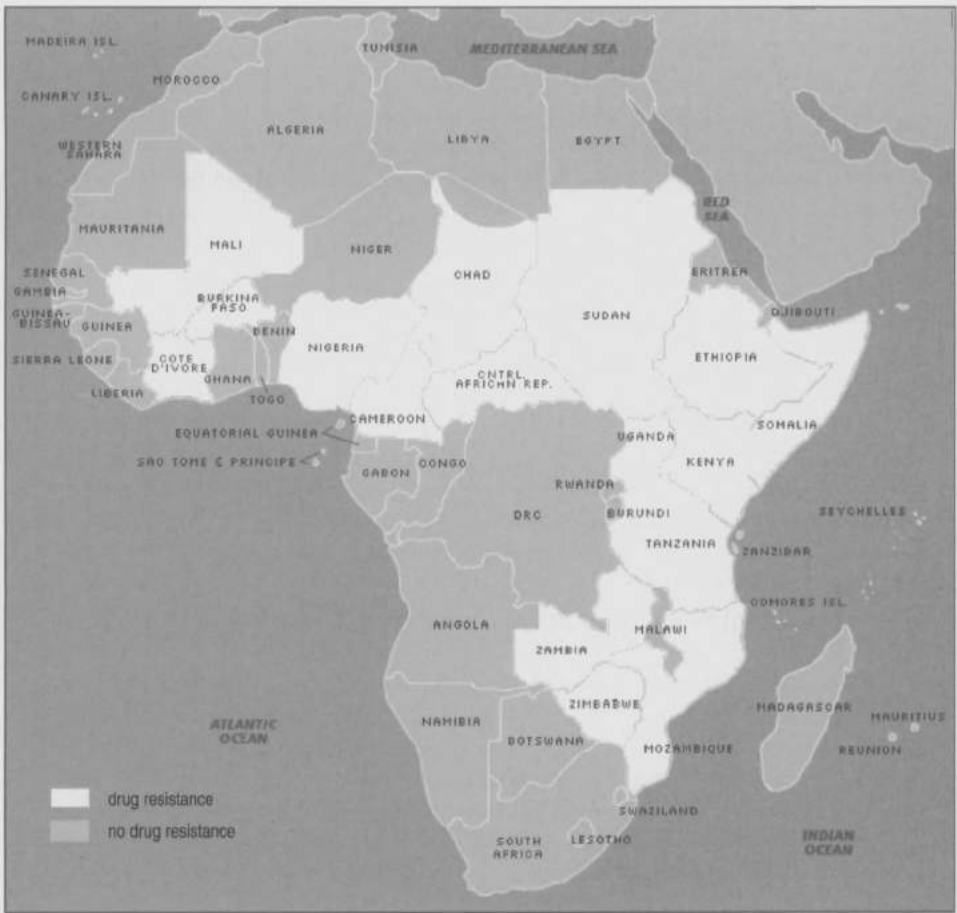 MADEIRA ISL.
TUNISIA
MEDITERRANEAN SEA
MOROCCO
CANARY ISL.
ALGERIA
LIBYA
EGYPT
WESTERN
SAHARA
RED
SEA
MAURITANIA
MALI
NIGER
CHAD
SENEGAL
ERITREA
GAMBIA
BURKINA
FASO
SUDAN
DJIBOUTI
GUINEA-
BISSAU
GUINEA
BENIN
NIGERIA
ETHIOPIA
SIERRA LEONE
COTE
D'IVORE
GHANA
CNTRL.
AFRICHN REP.
LIBERIA
TOGO
CAMEROON
SOMALIA
EQUATORIAL GUINEA
UGANDA
SAO TOME & PRINCIPE
GABON
CONGO
KENYA
RWANDA
DRC
BURUNDI
SEYCHELLES
TANZANIA
ZANZIBAR
COMORES ISL.
ANGOLA
MALAWI
ZAMBIA
ZIMBABWE
MADAGASCAR
MAURITIUS
NAMIBIA
ATLANTIC
OCEAN
BOTSWANA
MOZAMBIQUE
REUNION
drug resistance
SWAZILAND
no drug resistance
SOUTH
AFRICA
LESOTHO
INDIAN
OCEAN